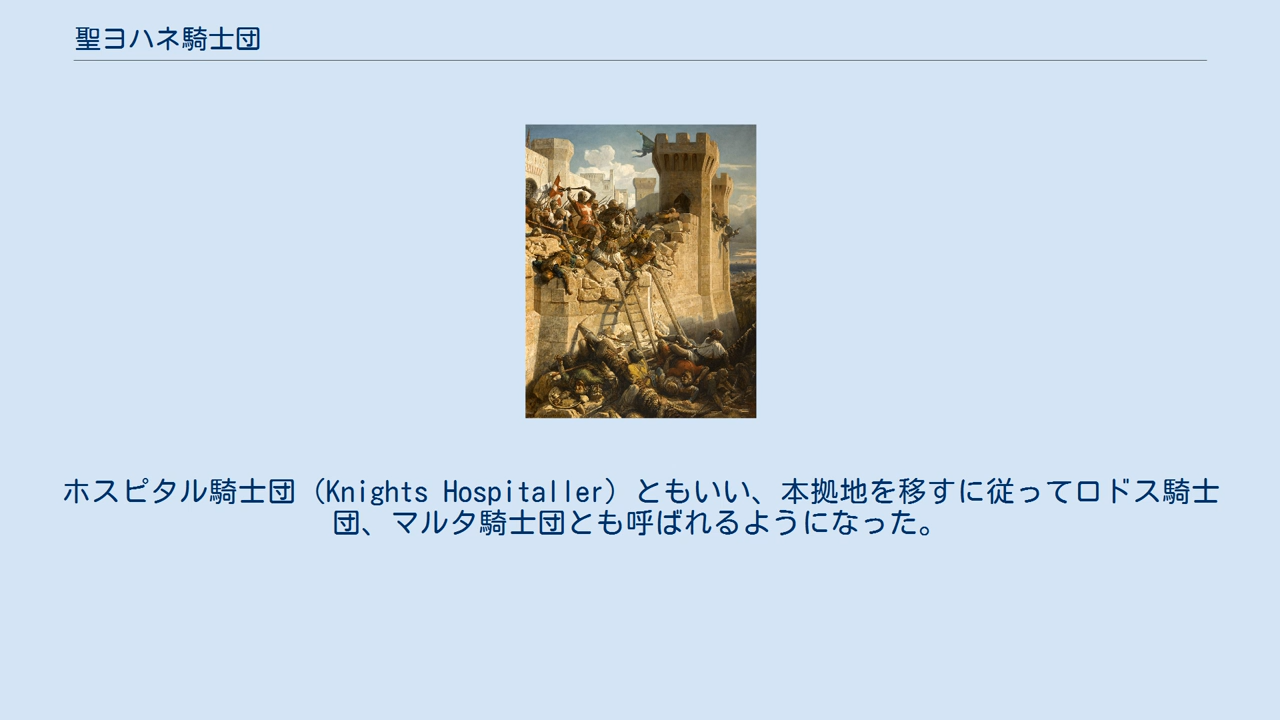 聖ヨハネ騎士団
ホスピタル騎士団（Knights Hospitaller）ともいい、本拠地を移すに従ってロドス騎士
団、マルタ騎士団とも呼ばれるようになった。